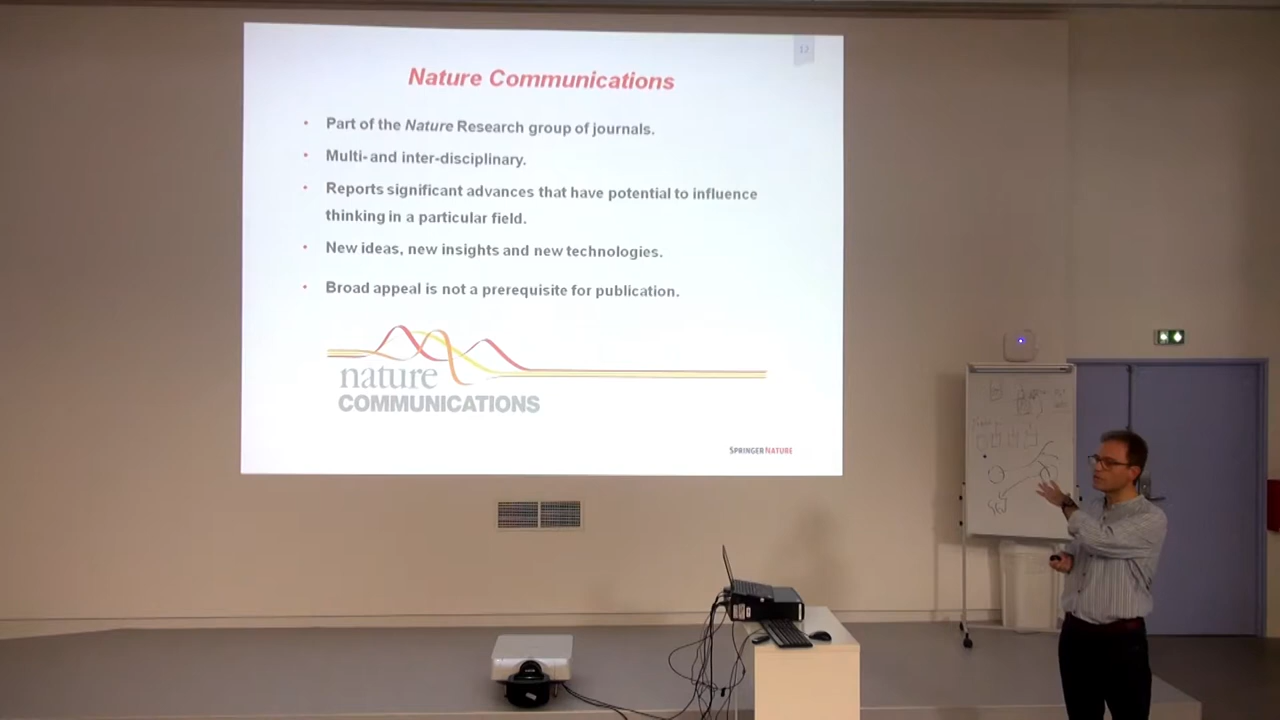 12
Nature Communications
• Part of the Nature Research group of journals.
• Multi- and inter-disciplinary.
• Reports significant advances that have potential to influence
thinking in a particular field.
• New ideas, new insights and new technologies.
• Broad appeal is not a prerequisite for publication.
nature
COMMUNICATIONS
SPRINGER NATURE